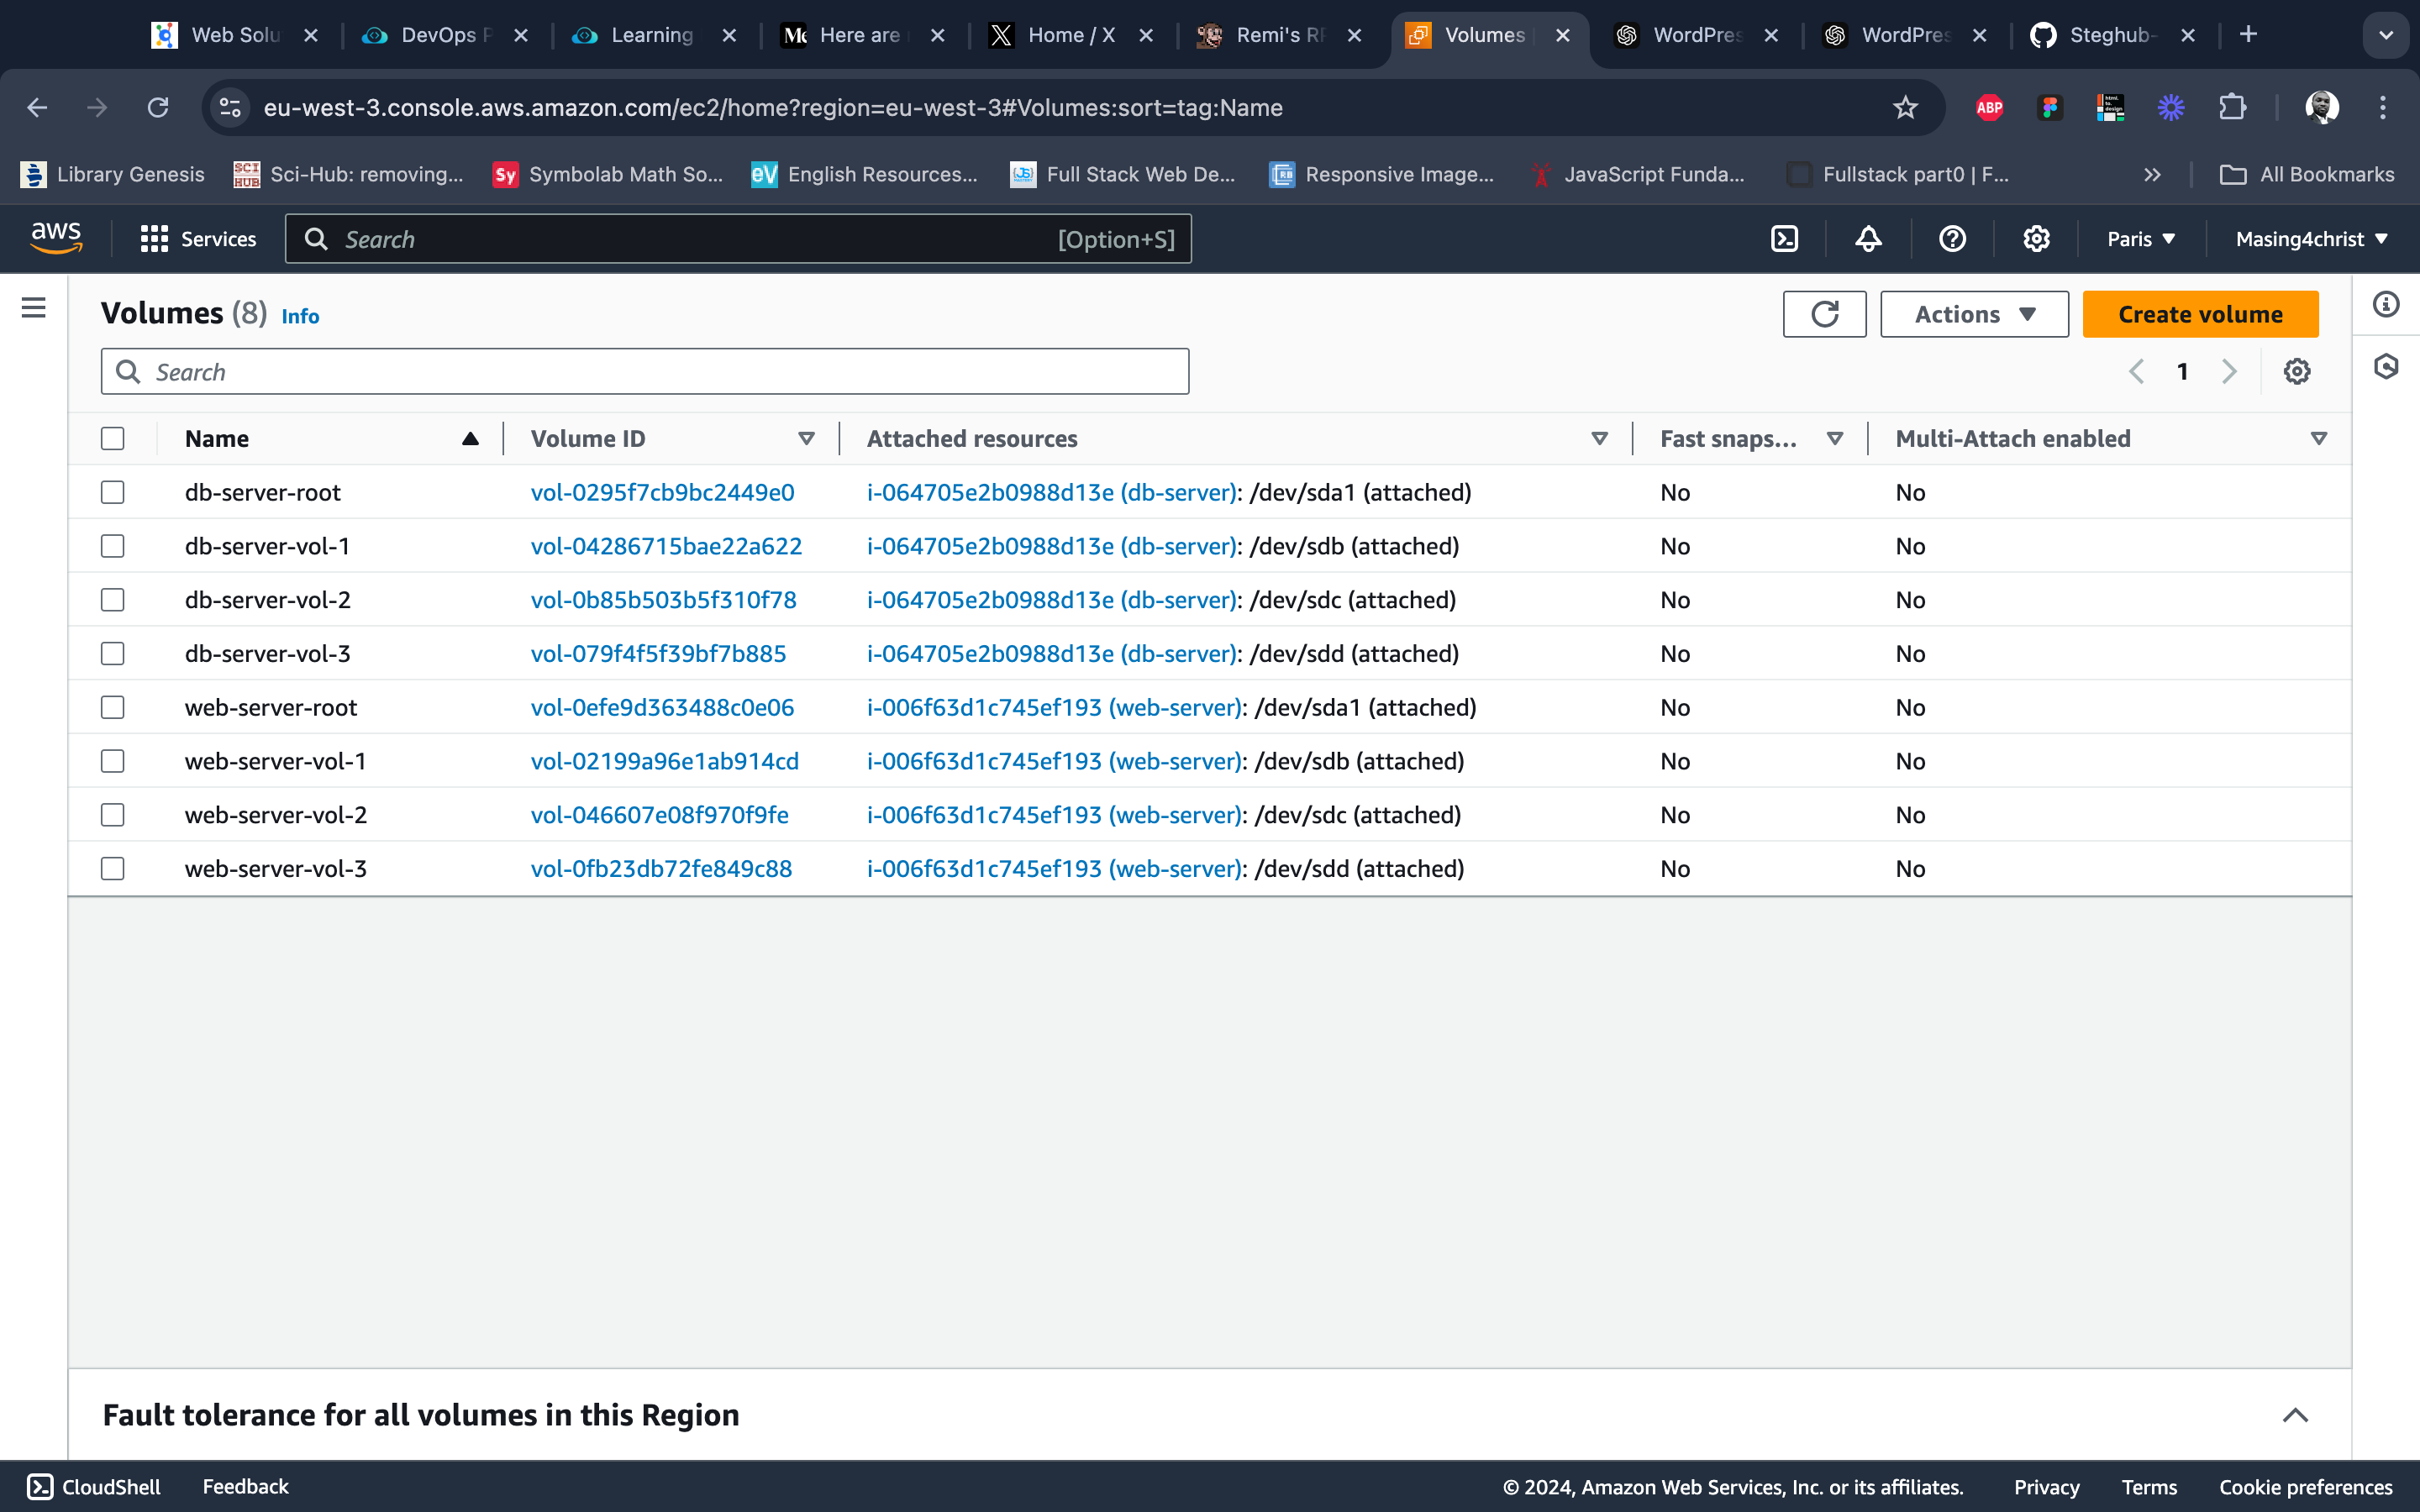 Web Solu DevOps P Learning Here are Home / X Remi's RF Volumes WordPres WordPres Steghub-
eu-west-3.console.aws.amazon.com/ec2/home?region=eu-west-3#Volumes:sort=tag:Name
ABP
Library Genesis SCI HUB Sci-Hub: removing... Sy Symbolab Math So... eV English Resources... JS Full Stack Web De... RB Responsive Image... JavaScript Funda... Fullstack part0 | F... » All Bookmarks
aws Services Search [Option+S] Paris Masing4christ
Volumes (8) Info Actions Create volume
Search 1
Name Volume ID Attached resources Fast snaps... Multi-Attach enabled
db-server-root vol-0295f7cb9bc2449e0 i-064705e2b0988d13e (db-server): /dev/sda1 (attached) No No
db-server-vol-1 vol-04286715bae22a622 i-064705e2b0988d13e (db-server): /dev/sdb (attached) No No
db-server-vol-2 vol-0b85b503b5f310f78 i-064705e2b0988d13e (db-server): /dev/sdc (attached) No No
db-server-vol-3 vol-079f4f5f39bf7b885 i-064705e2b0988d13e (db-server): /dev/sdd (attached) No No
web-server-root vol-0efe9d363488c0e06 i-006f63d1c745ef193 (web-server): /dev/sda1 (attached) No No
web-server-vol-1 vol-02199a96e1ab914cd i-006f63d1c745ef193 (web-server): /dev/sdb (attached) No No
web-server-vol-2 vol-046607e08f970f9fe i-006f63d1c745ef193 (web-server): /dev/sdc (attached) No No
web-server-vol-3 vol-0fb23db72fe849c88 i-006f63d1c745ef193 (web-server): /dev/sdd (attached) No No
Fault tolerance for all volumes in this Region
CloudShell Feedback © 2024, Amazon Web Services, Inc. or its affiliates. Privacy Terms Cookie preferences